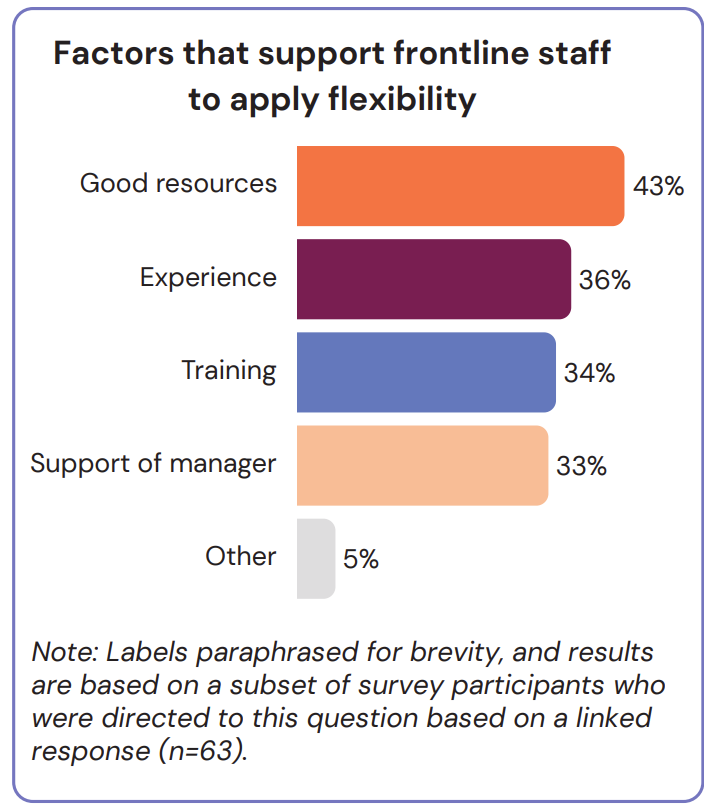 Factors that support frontline staff
to apply flexibility
Good resources 43%
Experience 36%
Training 34%
Support of manager 33%
Other 5%
Note: Labels paraphrased for brevity, and results
are based on a subset of survey participants who
were directed to this question based on a linked
response (n=63).